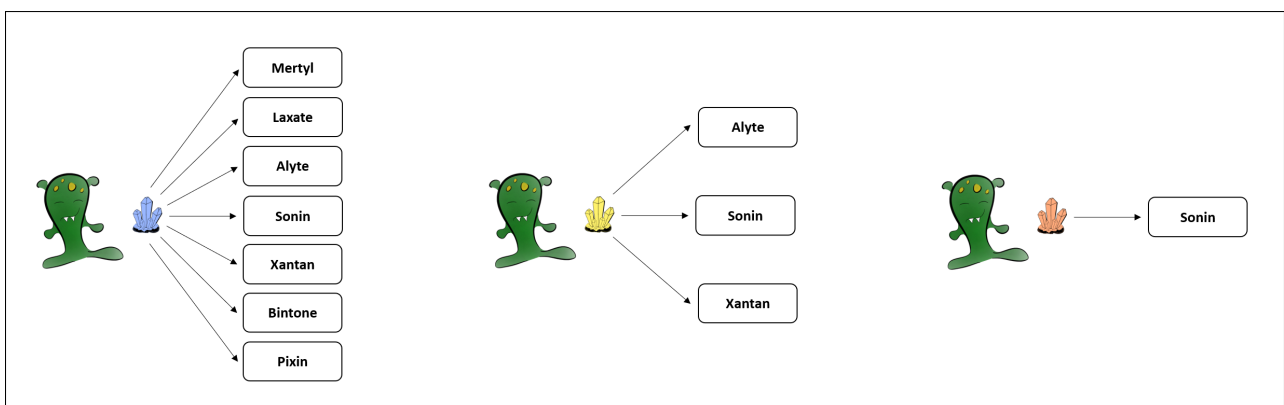 Mertyl
Laxate
Alyte
Sonin
Xantan
Bintone
Pixin
Alyte
Sonin
Xantan
Sonin